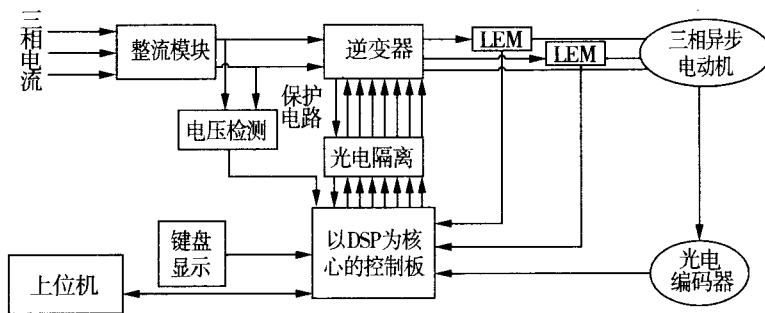 三相电流
整流模块
逆变器
LEM
LEM
三相异步
电动机
电压检测
保护
电路
光电隔离
键盘
显示
以DSP为核
心的控制板
光电
编码器
上位机